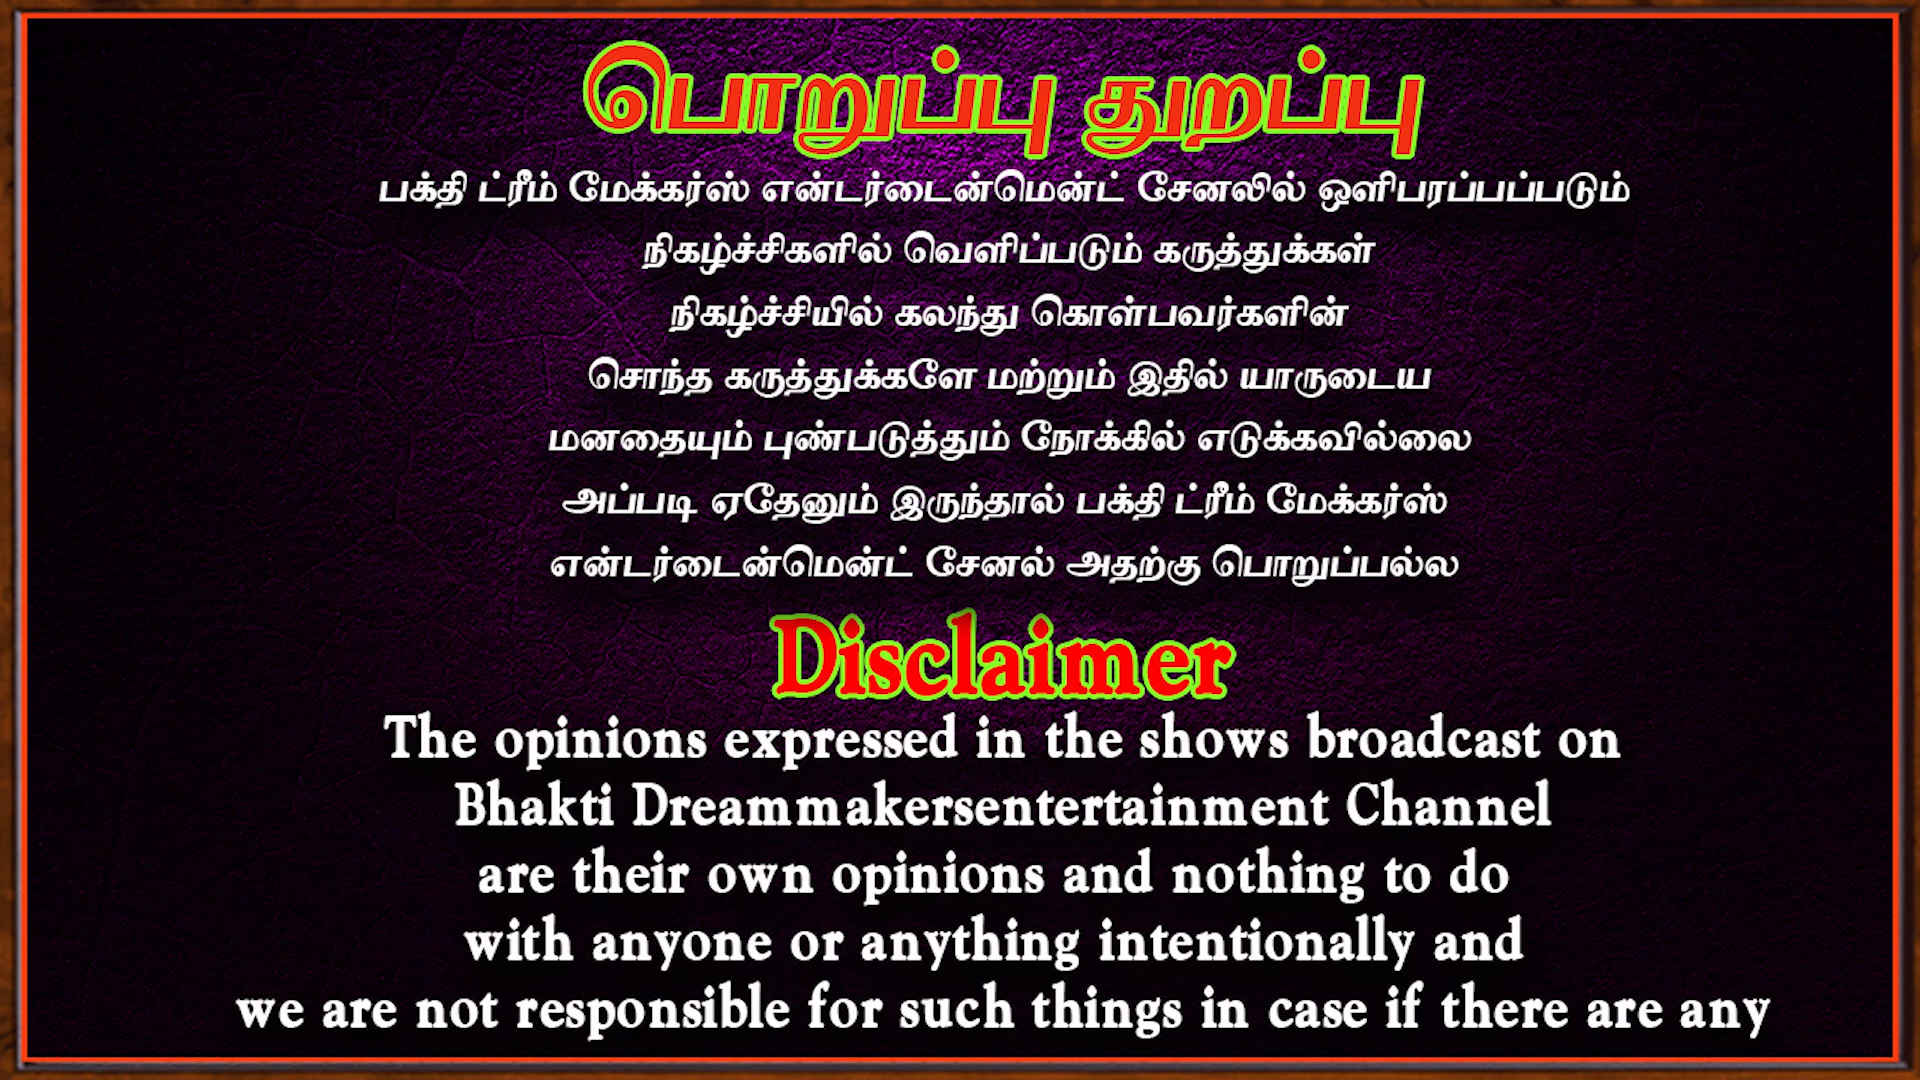 பொறுப்பு துறப்பு
பக்தி ட்ரீம் மேக்கர்ஸ் என்டர்டைன்மென்ட் சேனலில் ஒளிபரப்பப்படும்
நிகழ்ச்சிகளில் வெளிப்படும் கருத்துக்கள்
நிகழ்ச்சியில் கலந்து கொள்பவர்களின்
சொந்த கருத்துக்களே மற்றும் இதில் யாருடைய
மனதையும் புண்படுத்தும் நோக்கில் எடுக்கவில்லை
அப்படி ஏதேனும் இருந்தால் பக்தி ட்ரீம் மேக்கர்ஸ்
என்டர்டைன்மென்ட் சேனல் அதற்கு பொறுப்பல்ல
Disclaimer
The opinions expressed in the shows broadcast on
Bhakti Dreammakersentertainment Channel
are their own opinions and nothing to do
with anyone or anything intentionally and
we are not responsible for such things in case if there are any